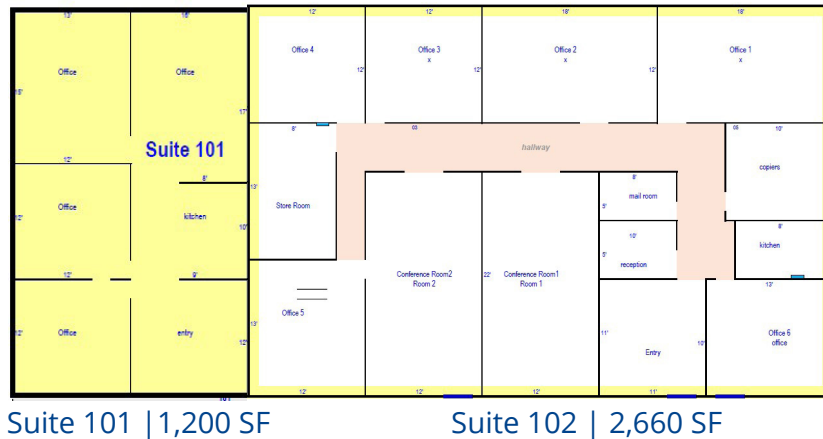 12' 12' 18' 18'
13' 15'
Office 4 Office 3 Office 2 Office 1
x x x
Office Office
12' 12' 12'
15' 17'
8' 03 05 10'
Suite 101 hallway
12' copiers
8' 8'
13' mail room
Office Store Room 5' 8'
12' kitchen 10' 10' kitchen
reception
5'
Conference Room2 22' Conference Room1
Room 2 Room 1
12' 9' 13'
Office 5
12' Office entry 12' 13' 11' 10' Office 6
office
Entry
12' 12' 12' 11'
101
Suite 101 |1,200 SF Suite 102 | 2,660 SF